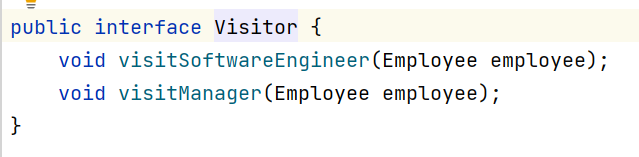 public interface Visitor {
    void visitSoftwareEngineer(Employee employee);
    void visitManager(Employee employee);
}